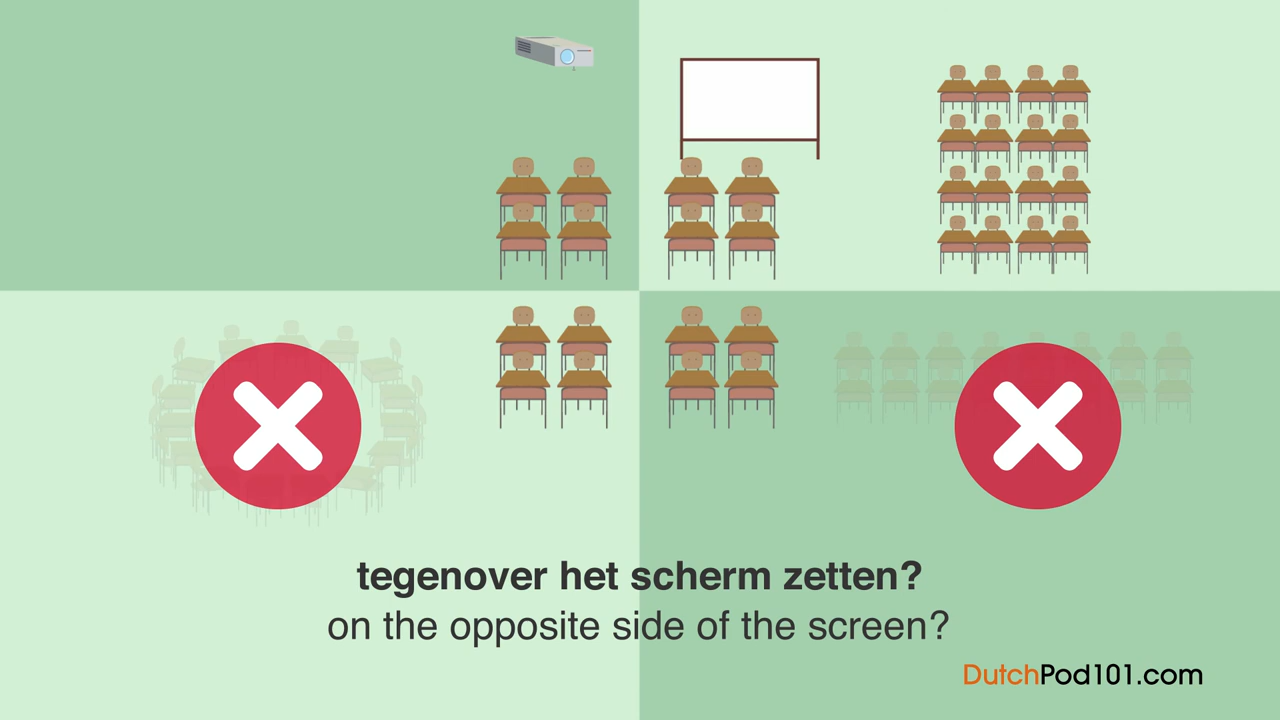 tegenover het scherm zetten?
on the opposite side of the screen?
DutchPod101.com